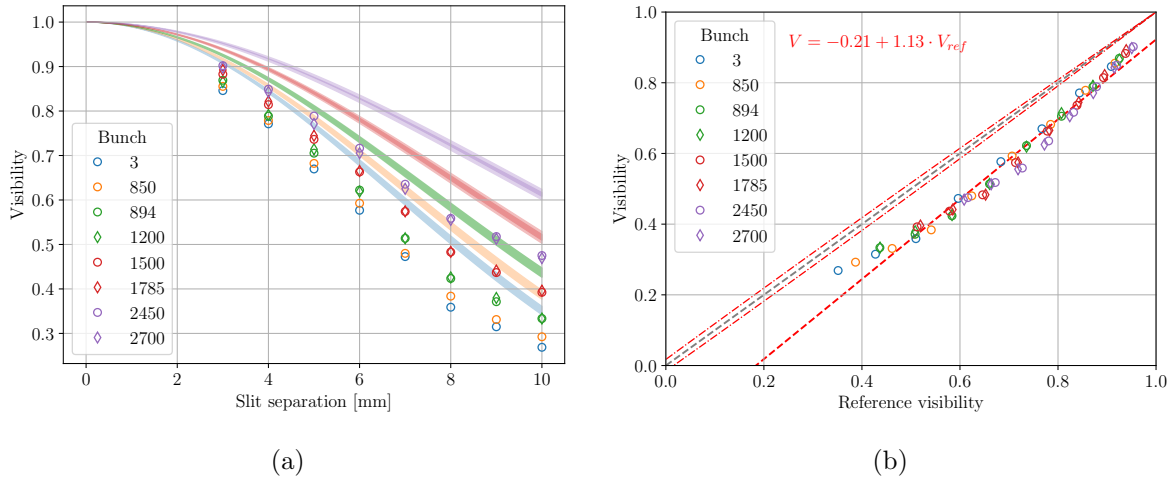 1.0
0.9
0.8
0.7
0.6
0.5
0.4
0.3
Visibility
Bunch
3
850
894
1200
1500
1785
2450
2700
0 2 4 6 8 10
Slit separation [mm]
(a)
1.0
0.8
0.6
0.4
0.2
0.0
Visibility
Bunch
3
850
894
1200
1500
1785
2450
2700
V = −0.21 + 1.13 · V_ref
0.0 0.2 0.4 0.6 0.8 1.0
Reference visibility
(b)